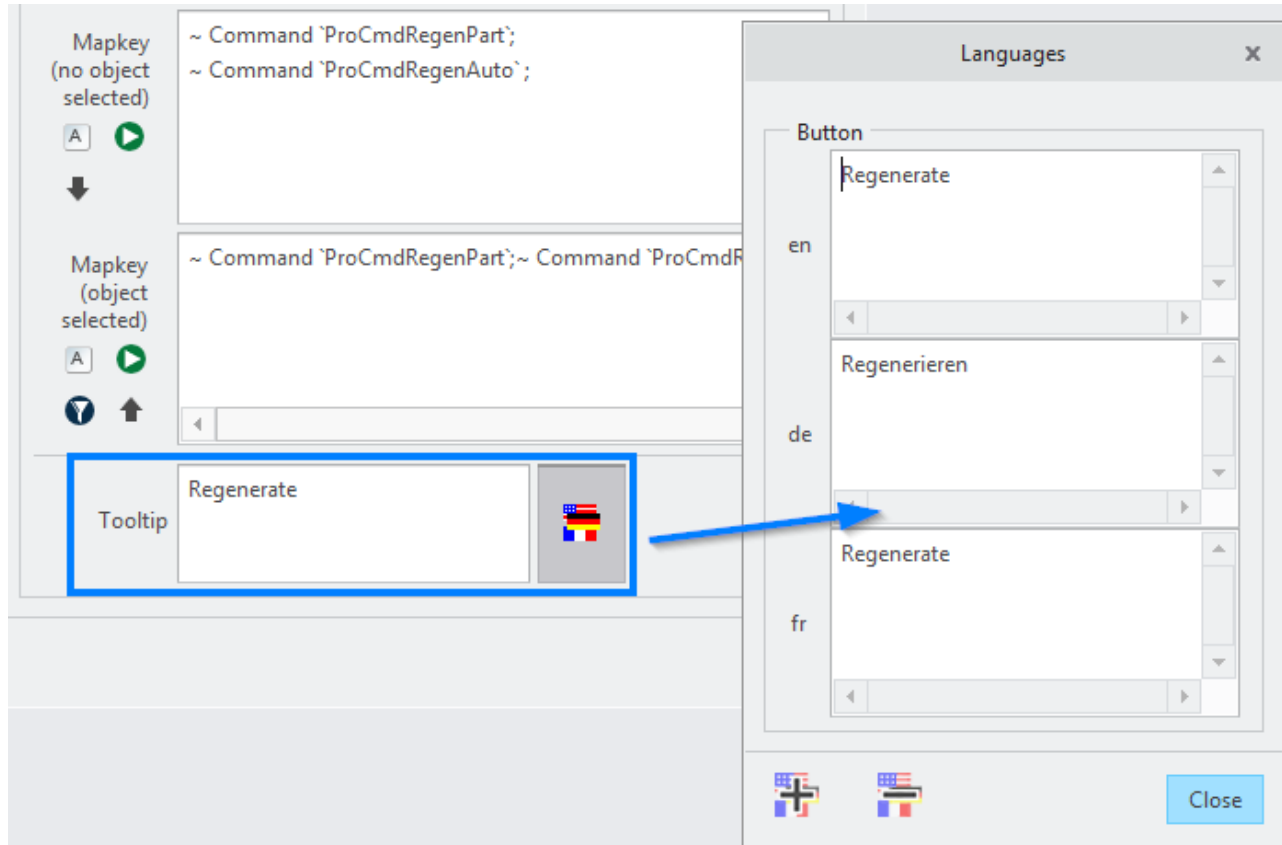 Mapkey
(no object
selected)
A
~ Command `ProCmdRegenPart`;
~ Command `ProCmdRegenAuto`;
Mapkey
(object
selected)
A
~ Command `ProCmdRegenPart`;~ Command `ProCmdR
Tooltip
Regenerate
Languages
Button
en
Regenerate
de
Regenerieren
fr
Regenerate
Close